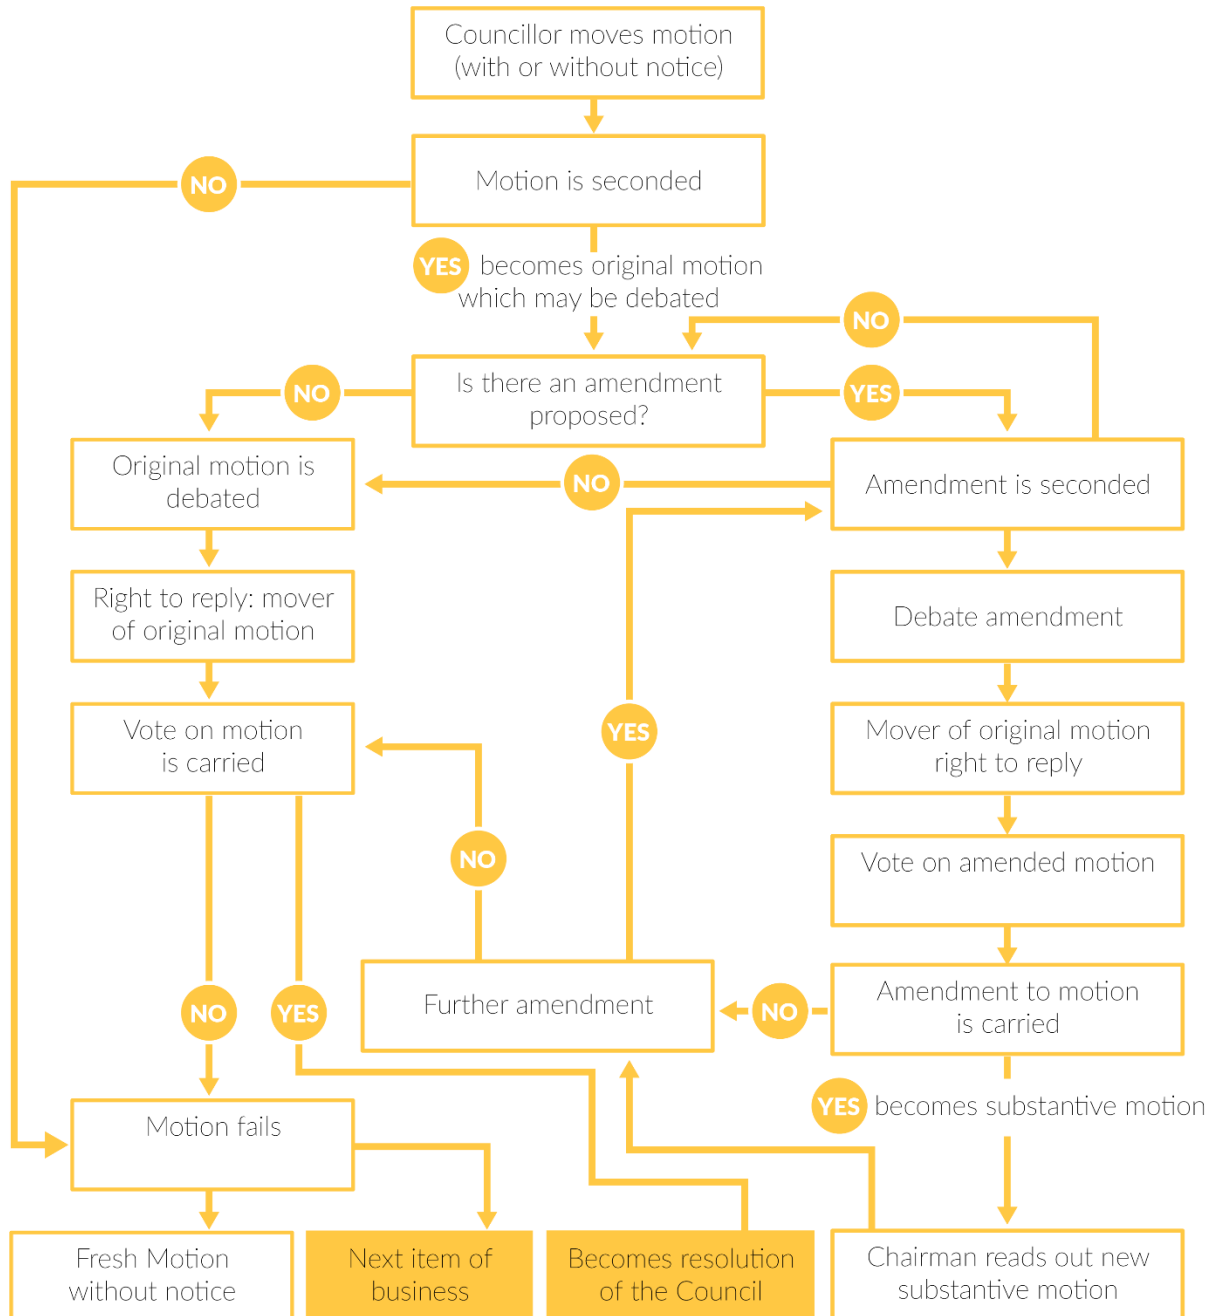 Councillor moves motion
(with or without notice)
NO
Motion is seconded
YES becomes original motion
which may be debated
NO
NO
Is there an amendment
proposed?
YES
Original motion is
debated
NO
Amendment is seconded
Right to reply: mover
of original motion
Debate amendment
Vote on motion
is carried
YES
Mover of original motion
right to reply
NO
Vote on amended motion
NO
YES
Further amendment
NO
Amendment to motion
is carried
Motion fails
YES becomes substantive motion
Fresh Motion
without notice
Next item of
business
Becomes resolution
of the Council
Chairman reads out new
substantive motion